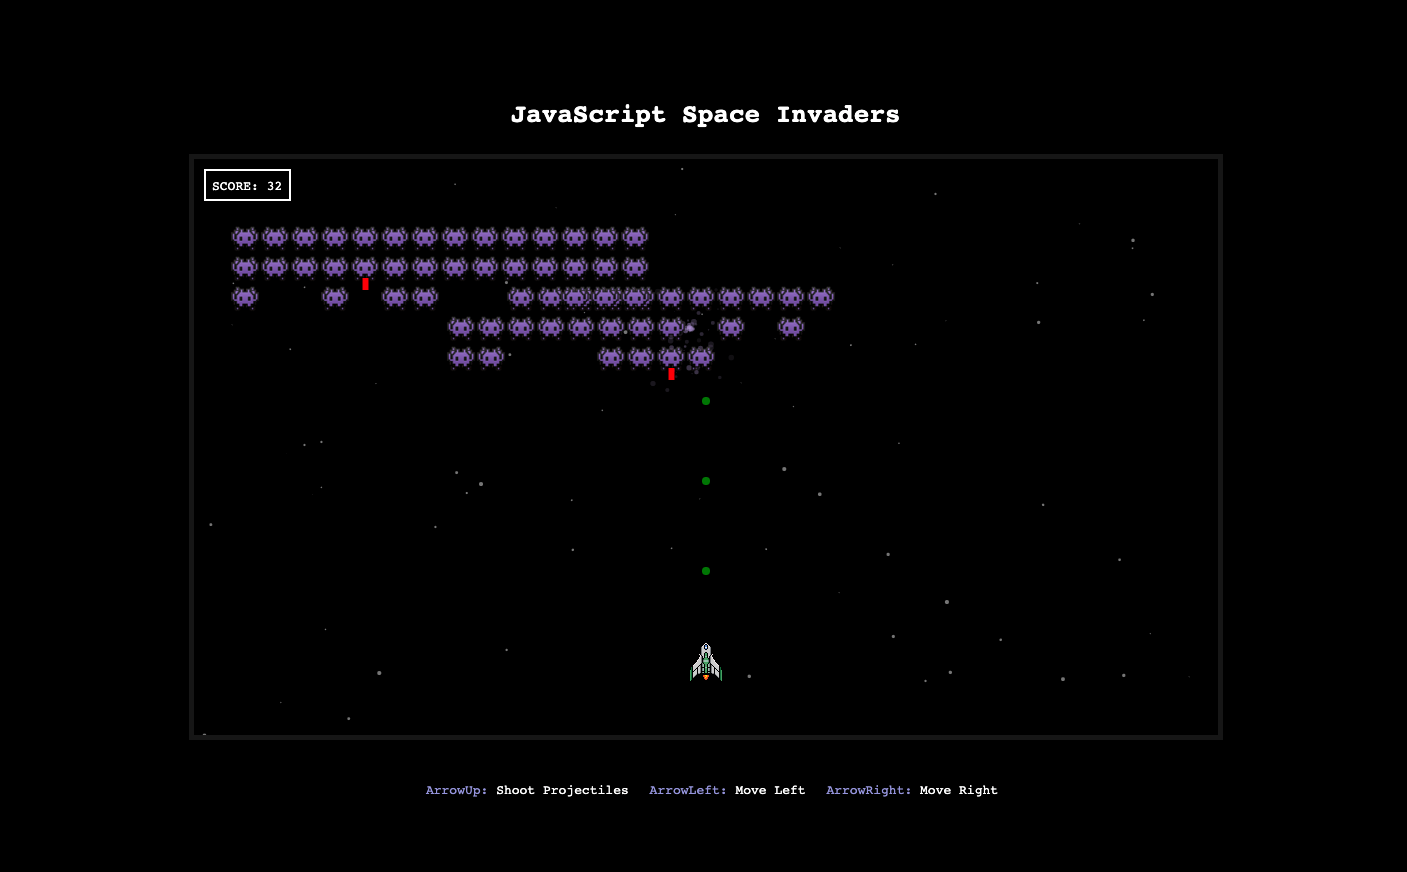 JavaScript Space Invaders
SCORE: 32
ArrowUp: Shoot Projectiles ArrowLeft: Move Left ArrowRight: Move Right